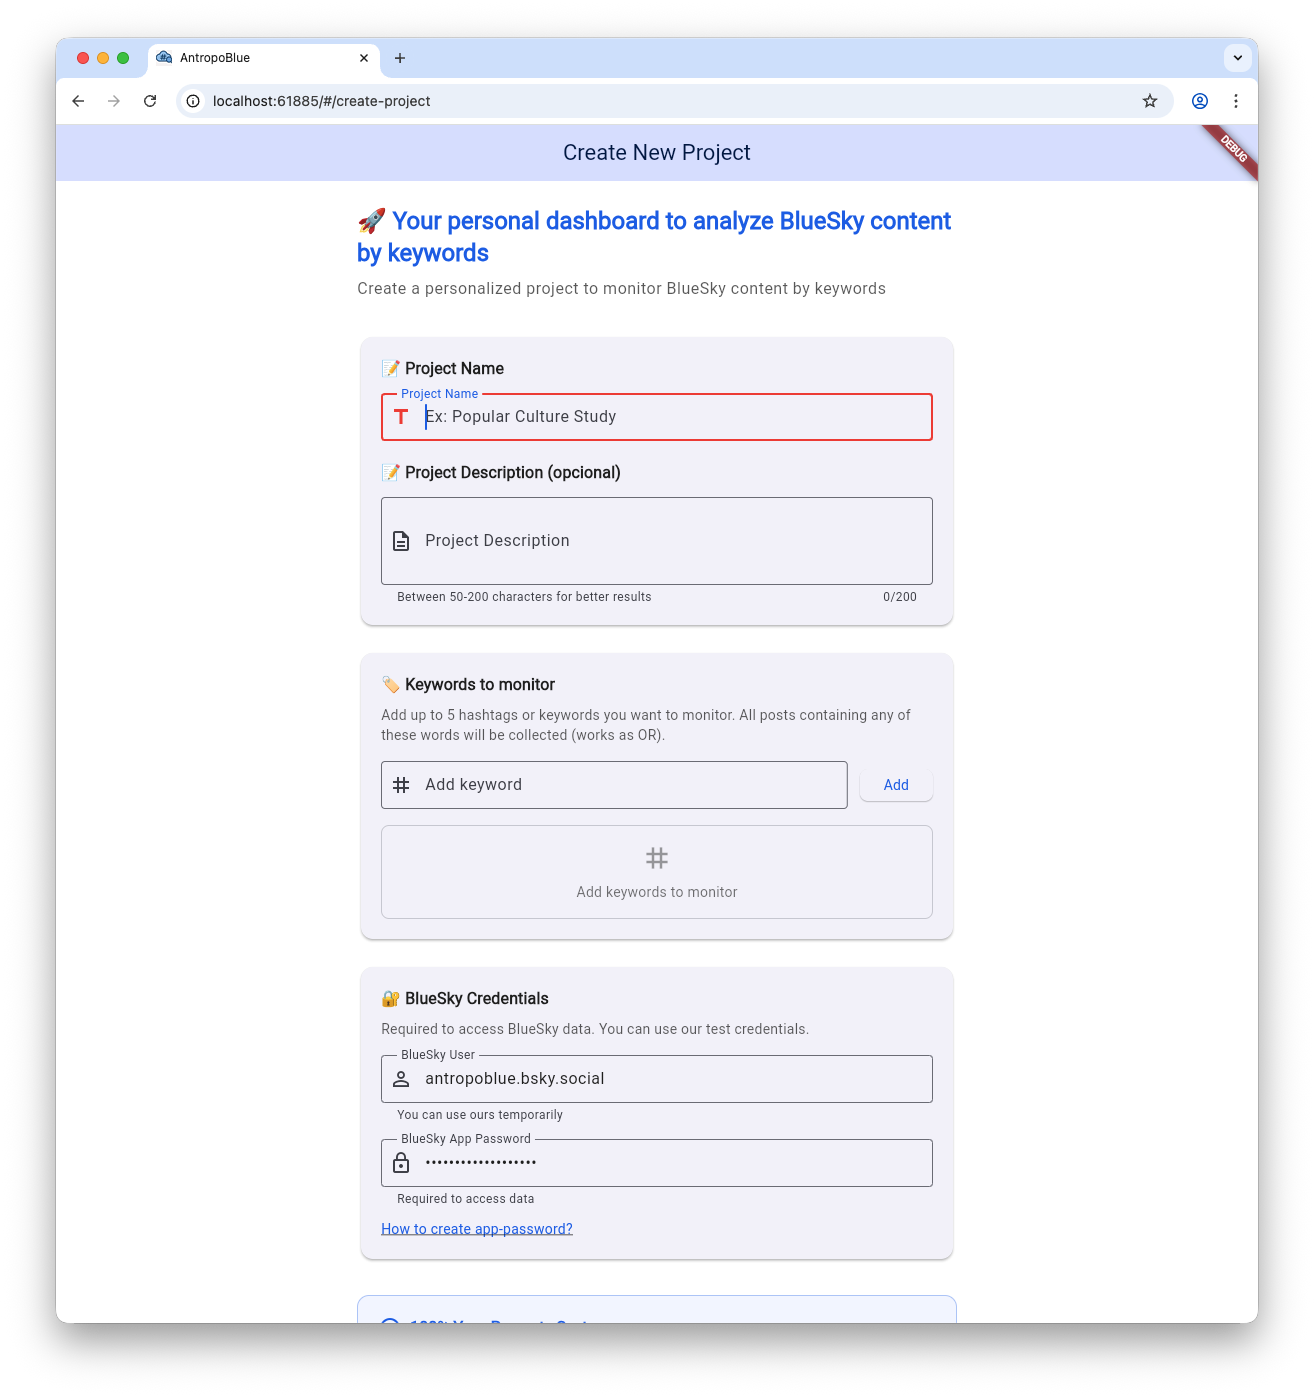 AntropoBlue
localhost:61885/#/create-project
Create New Project
DEBUG
🚀 Your personal dashboard to analyze BlueSky content
by keywords
Create a personalized project to monitor BlueSky content by keywords
📝 Project Name
Project Name
Ex: Popular Culture Study
📝 Project Description (opcional)
Project Description
Between 50-200 characters for better results 0/200
🏷️ Keywords to monitor
Add up to 5 hashtags or keywords you want to monitor. All posts containing any of
these words will be collected (works as OR).
# Add keyword Add
#
Add keywords to monitor
🔐 BlueSky Credentials
Required to access BlueSky data. You can use our test credentials.
BlueSky User
antropoblue.bsky.social
You can use ours temporarily
BlueSky App Password
•••••••••••••••••••
Required to access data
How to create app-password?